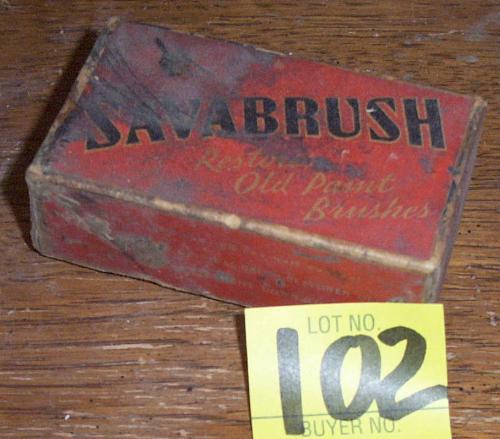 SAVABRUSH
Restores
Old Paint
Brushes
LOT NO.
102
BUYER NO.